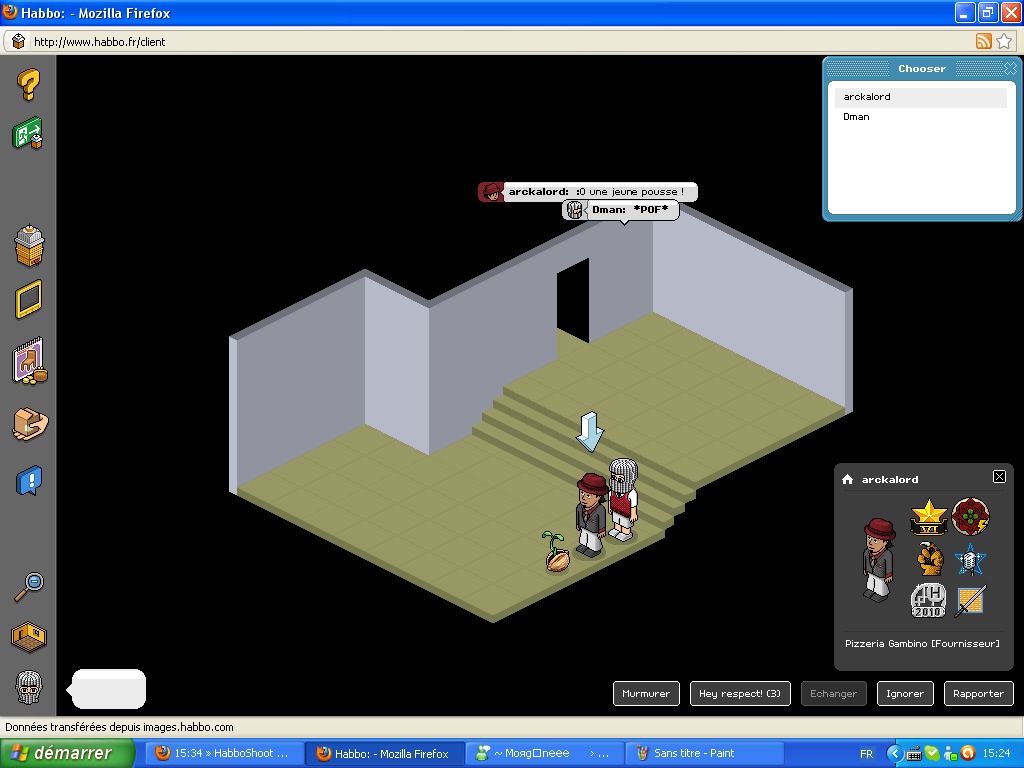 Habbo: - Mozilla Firefox
http://www.habbo.fr/client
Chooser
arckalord
Dman
arckalord: :O une jeune pousse !
Dman: *POF*
arckalord
2010
Pizzeria Gambino [Fournisseur]
Murmurer
Hey respect! (3)
Echanger
Ignorer
Rapporter
Données transférées depuis images.habbo.com
démarrer
15:34 » HabboShoot ...
Habbo: - Mozilla Firefox
Sans titre - Paint
FR
15:24